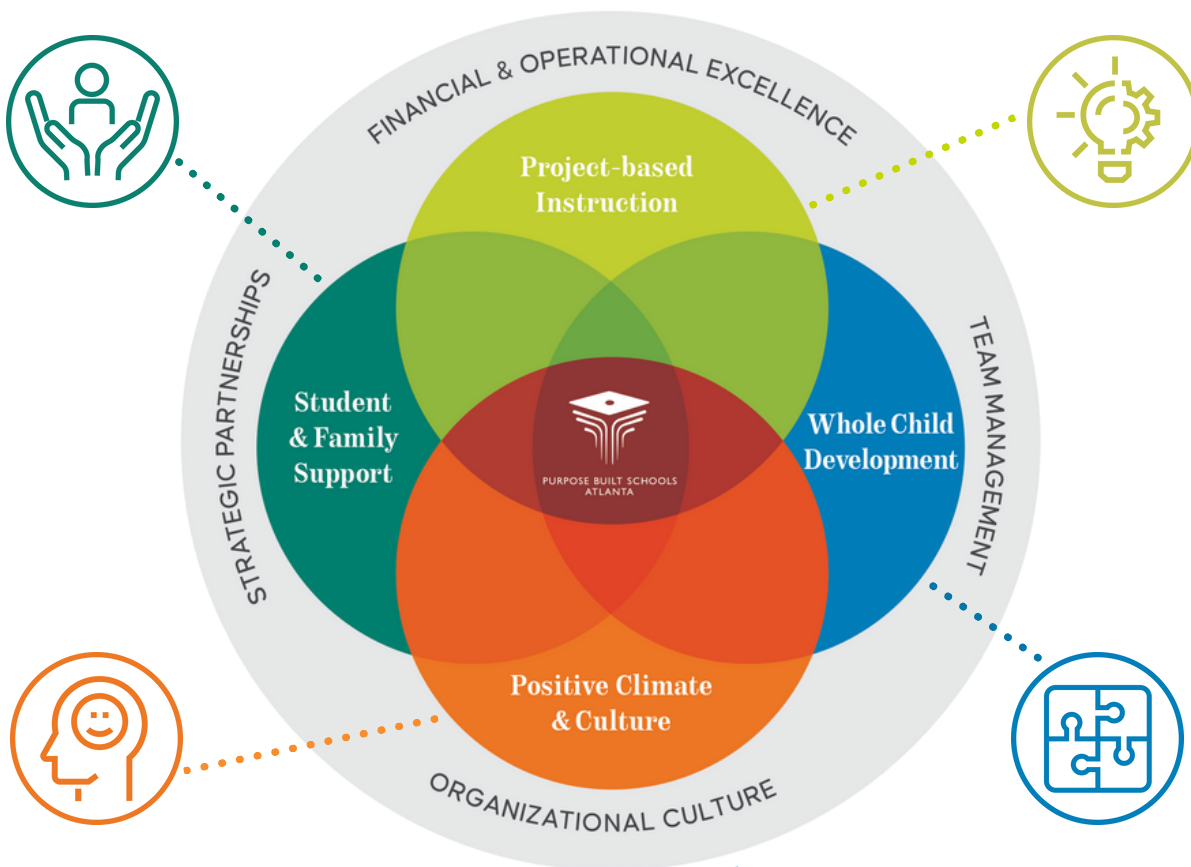 FINANCIAL & OPERATIONAL EXCELLENCE
Project-based
Instruction
STRATEGIC PARTNERSHIPS
Student
& Family
Support
PURPOSE BUILT SCHOOLS
ATLANTA
Whole Child
Development
TEAM MANAGEMENT
Positive Climate
& Culture
ORGANIZATIONAL CULTURE